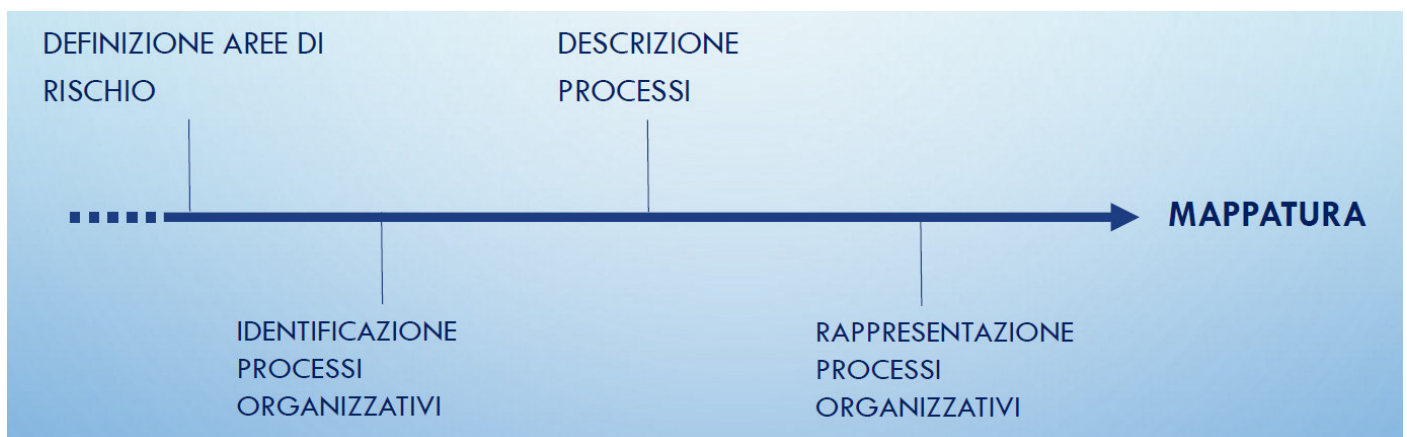 DEFINIZIONE AREE DI
RISCHIO
DESCRIZIONE
PROCESSI
MAPPATURA
IDENTIFICAZIONE
PROCESSI
ORGANIZZATIVI
RAPPRESENTAZIONE
PROCESSI
ORGANIZZATIVI